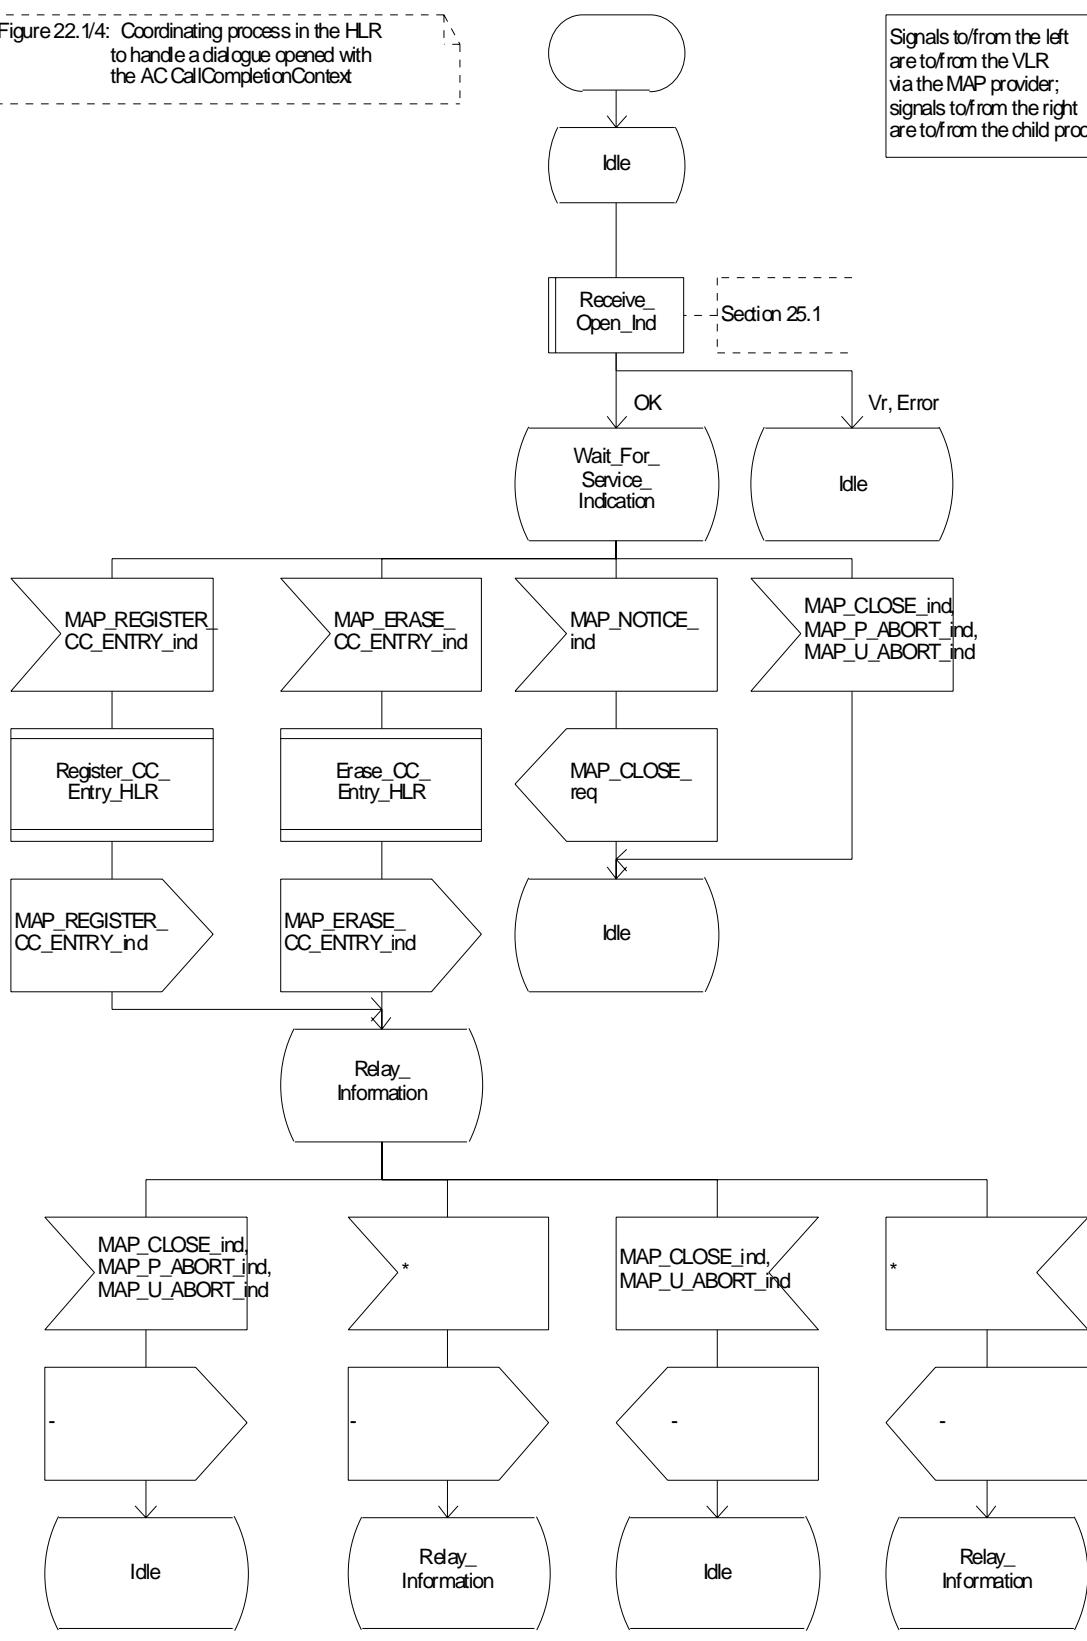 Figure 22.1/4: Coordinating process in the HLR
to handle a dialogue opened with
the AC CallCompletionContext
Signals to/from the left
are to/from the VLR
via the MAP provider;
signals to/from the right
are to/from the child
Idle
Receive_
Open_Ind
Section 25.1
OK
Vr, Error
Wait_For_
Service_
Indication
Idle
MAP_REGISTER_
CC_ENTRY_ind
MAP_ERASE_
CC_ENTRY_ind
MAP_NOTICE_
ind
MAP_CLOSE_ind,
MAP_P_ABORT_ind,
MAP_U_ABORT_ind
Register_CC_
Entry_HLR
Erase_CC_
Entry_HLR
MAP_CLOSE_
req
MAP_REGISTER_
CC_ENTRY_ind
MAP_ERASE_
CC_ENTRY_ind
Idle
Relay_
Information
MAP_CLOSE_ind,
MAP_P_ABORT_ind,
MAP_U_ABORT_ind
*
MAP_CLOSE_ind,
MAP_U_ABORT_ind
*
-
-
-
-
Idle
Relay_
Information
Idle
Relay_
Information